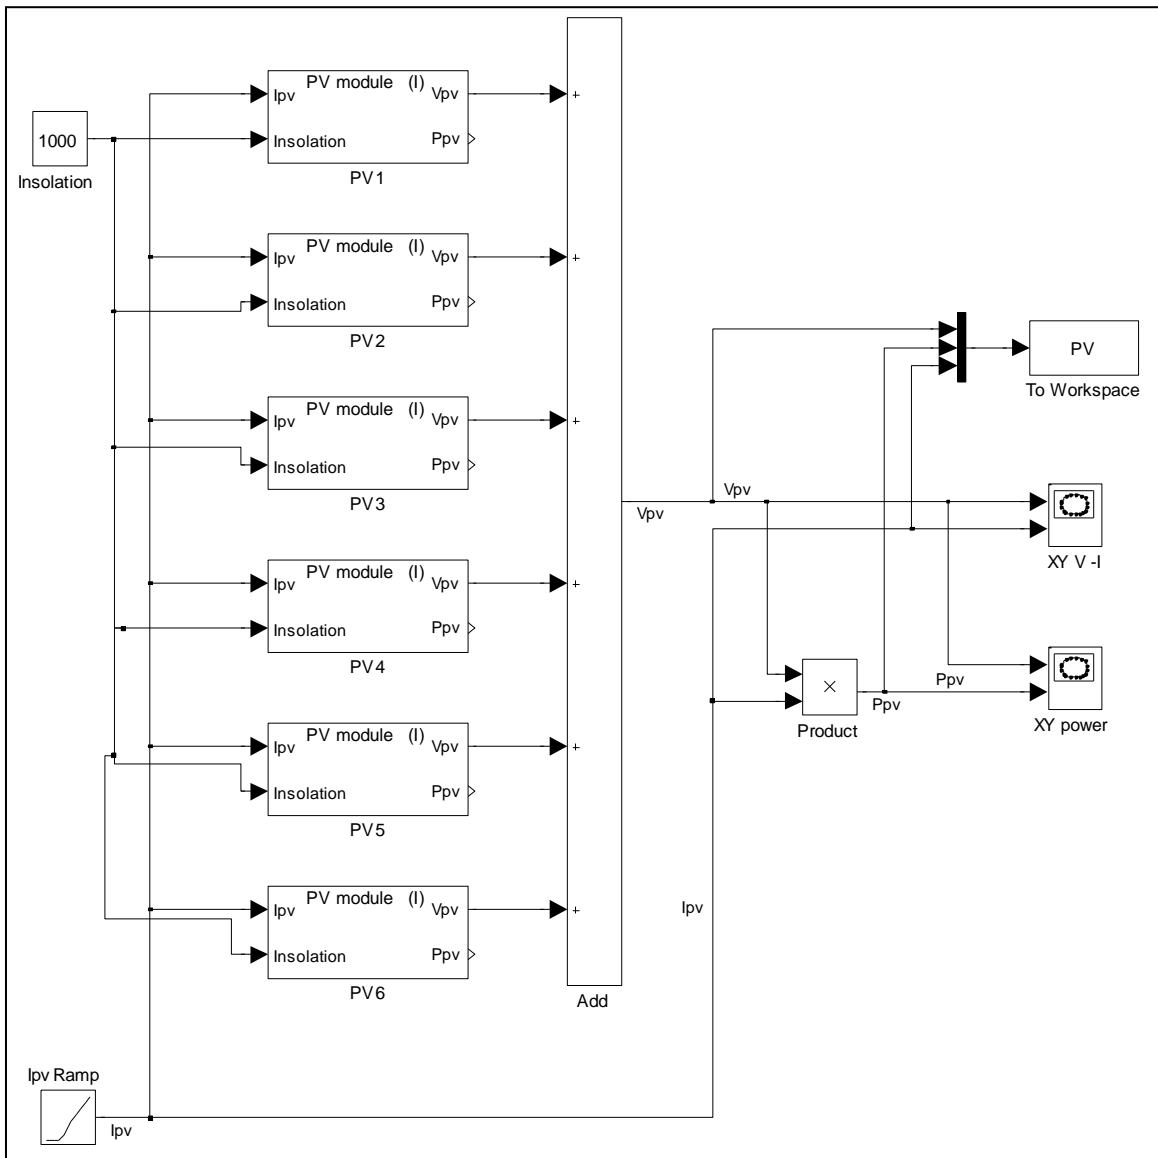 PV module (I)
Ipv
Vpv
1000
Insolation
Ppv
Insolation
PV1
+
PV module (I)
Ipv
Vpv
Insolation
Ppv
PV2
+
PV
To Workspace
PV module (I)
Ipv
Vpv
Insolation
Ppv
PV3
+
Vpv
Vpv
XY V -I
PV module (I)
Ipv
Vpv
Insolation
Ppv
PV4
+
×
Product
Ppv
Ppv
XY power
PV module (I)
Ipv
Vpv
Insolation
Ppv
PV5
+
PV module (I)
Ipv
Vpv
Insolation
Ppv
PV6
+
Ipv
Add
Ipv Ramp
Ipv